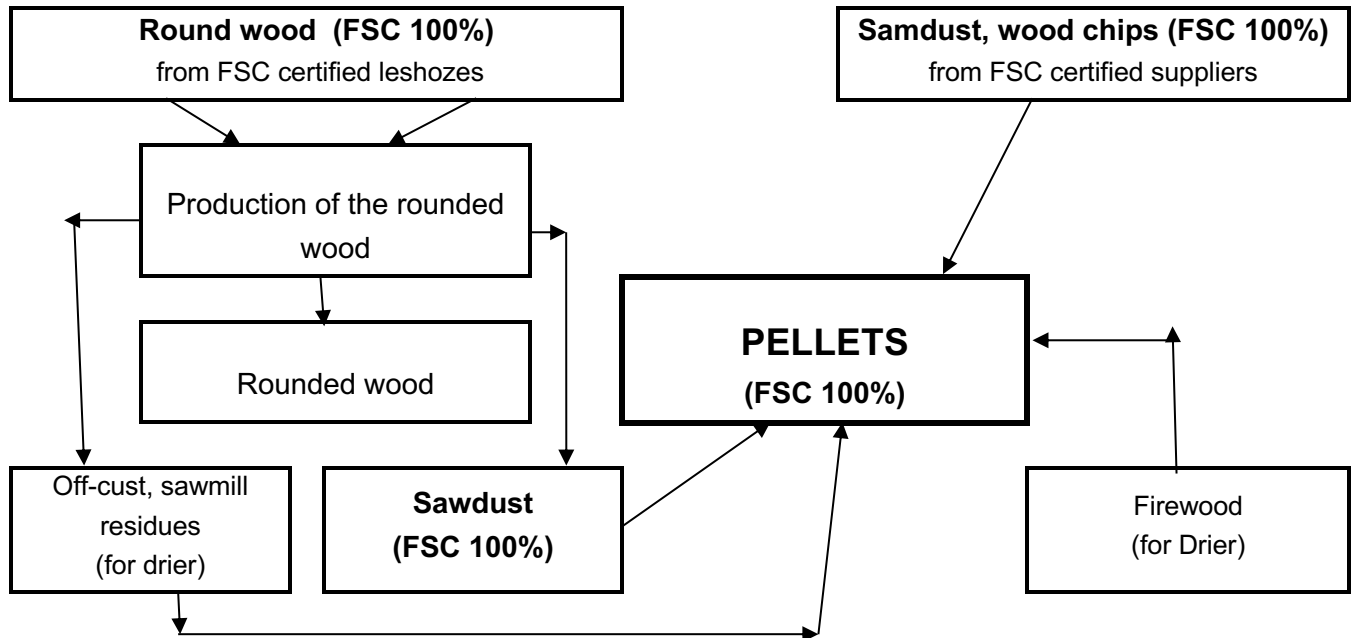 Round wood (FSC 100%)
from FSC certified leshozes
Samdust, wood chips (FSC 100%)
from FSC certified suppliers
Production of the rounded
wood
Rounded wood
PELLETS
(FSC 100%)
Off-cust, sawmill
residues
(for drier)
Sawdust
(FSC 100%)
Firewood
(for Drier)